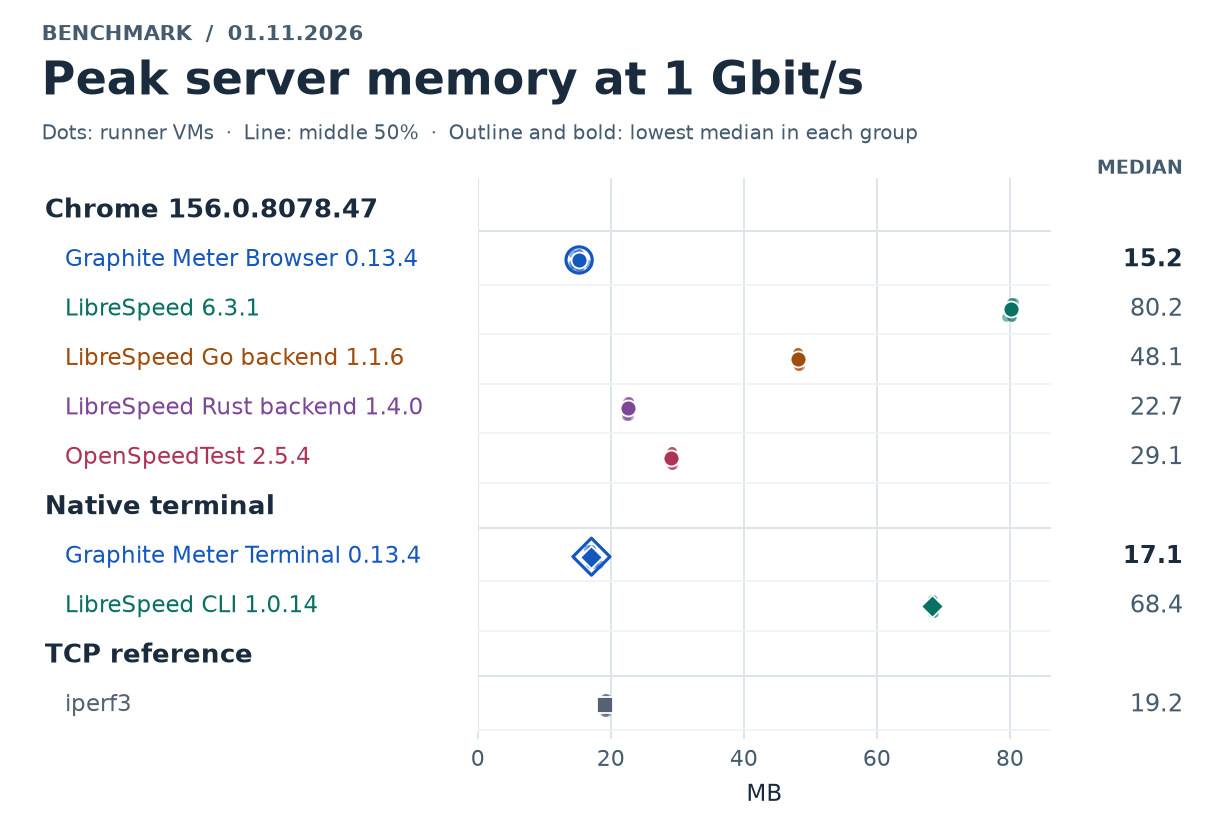 BENCHMARK / 01.11.2026
Peak server memory at 1 Gbit/s
Dots: runner VMs · Line: middle 50% · Outline and bold: lowest median in each group
MEDIAN
Chrome 156.0.8078.47
Graphite Meter Browser 0.13.4 15.2
LibreSpeed 6.3.1 80.2
LibreSpeed Go backend 1.1.6 48.1
LibreSpeed Rust backend 1.4.0 22.7
OpenSpeedTest 2.5.4 29.1
Native terminal
Graphite Meter Terminal 0.13.4 17.1
LibreSpeed CLI 1.0.14 68.4
TCP reference
iperf3 19.2
0 20 40 60 80
MB